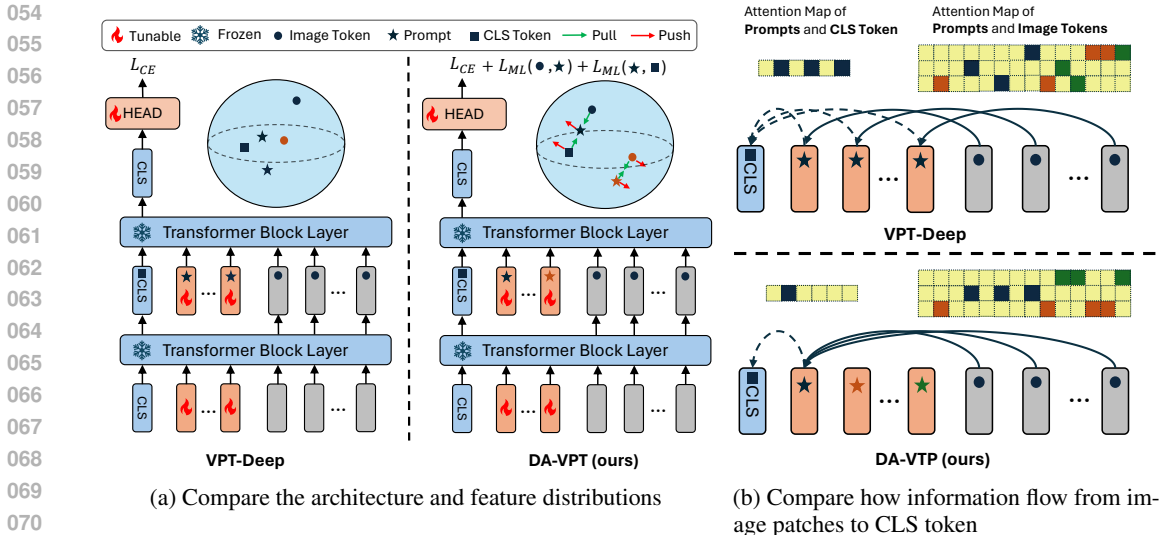 054
055
056
057
058
059
060
061
062
063
064
065
066
067
068
069
070
Tunable Frozen Image Token Prompt CLS Token Pull Push
L_CE
HEAD
CLS
Transformer Block Layer
CLS
... ...
Transformer Block Layer
CLS
... ...
VPT-Deep
L_CE + L_ML(●,★) + L_ML(★,■)
HEAD
CLS
Transformer Block Layer
CLS
... ...
Transformer Block Layer
CLS
... ...
DA-VPT (ours)
(a) Compare the architecture and feature distributions
Attention Map of
Prompts and CLS Token
Attention Map of
Prompts and Image Tokens
CLS
... ...
VPT-Deep
CLS
... ...
DA-VTP (ours)
(b) Compare how information flow from im-
age patches to CLS token